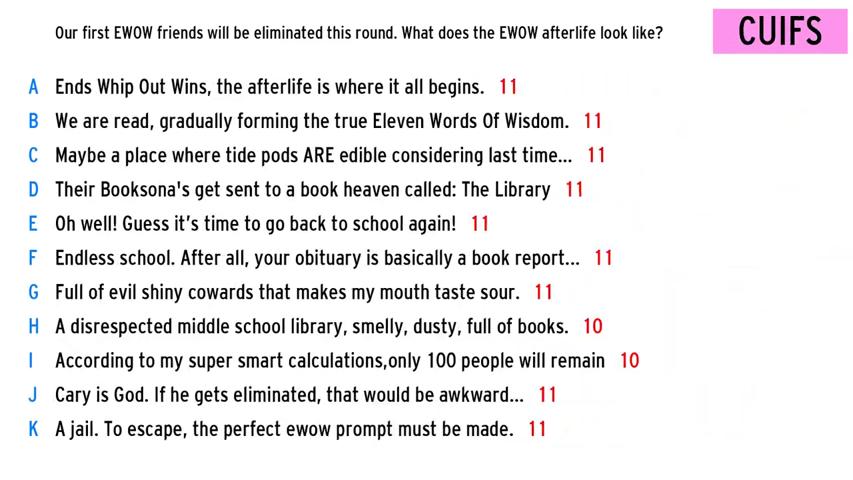 Our first EWOW friends will be eliminated this round. What does the EWOW afterlife look like?
CUIFS
A Ends Whip Out Wins, the afterlife is where it all begins. 11
B We are read, gradually forming the true Eleven Words Of Wisdom. 11
C Maybe a place where tide pods ARE edible considering last time... 11
D Their Booksona's get sent to a book heaven called: The Library 11
E Oh well! Guess it's time to go back to school again! 11
F Endless school. After all, your obituary is basically a book report... 11
G Full of evil shiny cowards that makes my mouth taste sour. 11
H A disrespected middle school library, smelly, dusty, full of books. 10
I According to my super smart calculations,only 100 people will remain 10
J Cary is God. If he gets eliminated, that would be awkward... 11
K A jail. To escape, the perfect ewow prompt must be made. 11